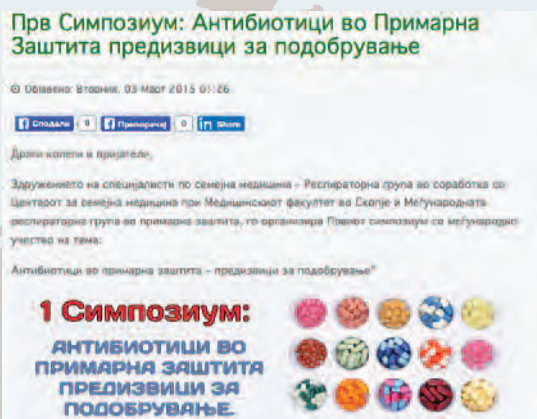 Прв Симпозиум: Антибиотици во Примарна
Заштита предизвици за подобрување
Објавено: Вторник, 03 Март 2015 01:26
Сподели 9 Препорачај 0 in Share
Драги колеги и пријатели,
Здружението на специјалисти по семејна медицина – Респираторна група во соработка со
Центарот за семејна медицина при Медицинскиот факултет во Скопје и Меѓународната
респираторна група во примарна заштита, го организира Првиот симпозиум со меѓународно
учество на тема:
Антибиотици во примарна заштита – предизвици за подобрување"
1 Симпозиум:
АНТИБИОТИЦИ ВО
ПРИМАРНА ЗАШТИТА
ПРЕДИЗВИЦИ ЗА
ПОДОБРУВАЊЕ.